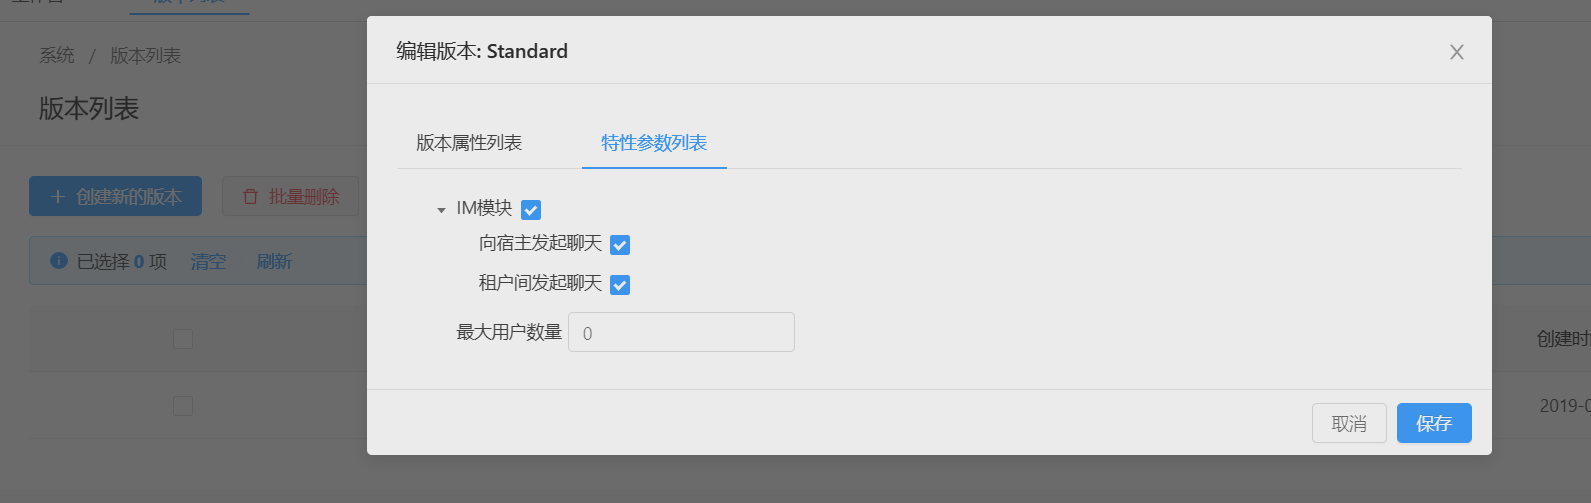 版本列表
系统 / 版本列表
版本列表
创建新的版本
批量删除
已选择 0 项 清空 刷新
创建时
2019-0
编辑版本: Standard
版本属性列表
特性参数列表
IM模块
向宿主发起聊天
租户间发起聊天
最大用户数量 0
取消
保存